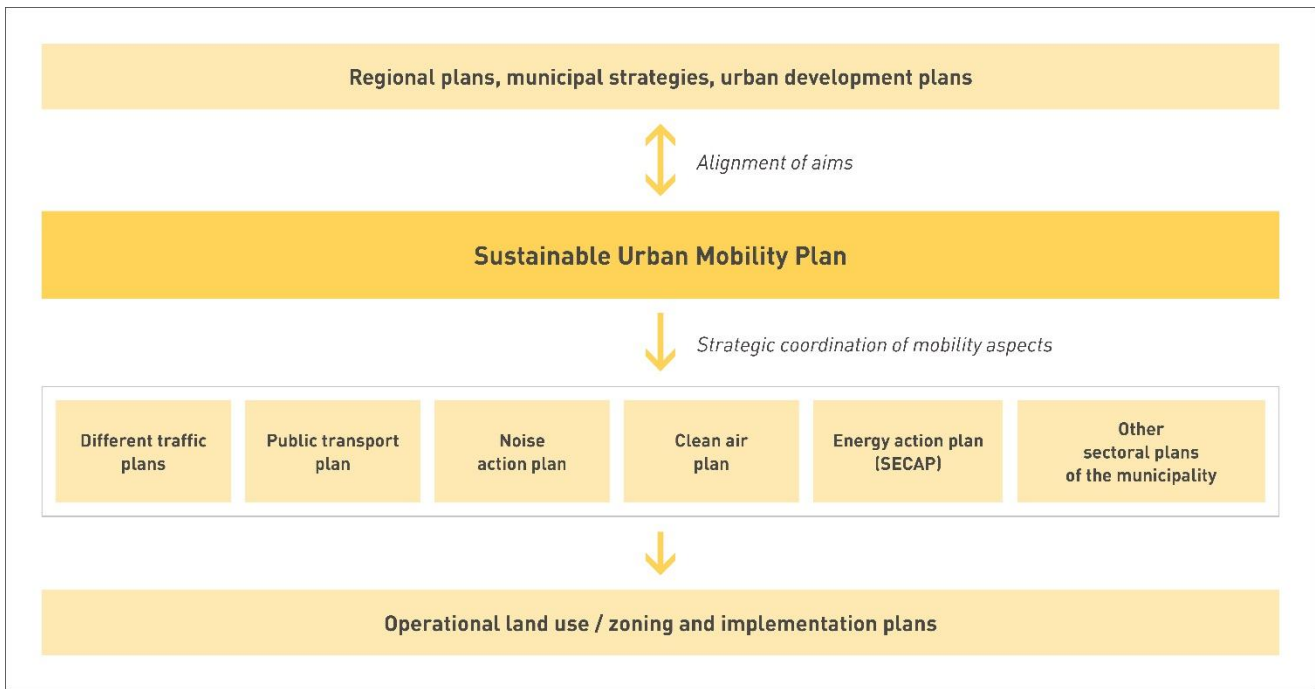 Regional plans, municipal strategies, urban development plans
Alignment of aims
Sustainable Urban Mobility Plan
Strategic coordination of mobility aspects
Different traffic
plans
Public transport
plan
Noise
action plan
Clean air
plan
Energy action plan
(SECAP)
Other
sectoral plans
of the municipality
Operational land use / zoning and implementation plans